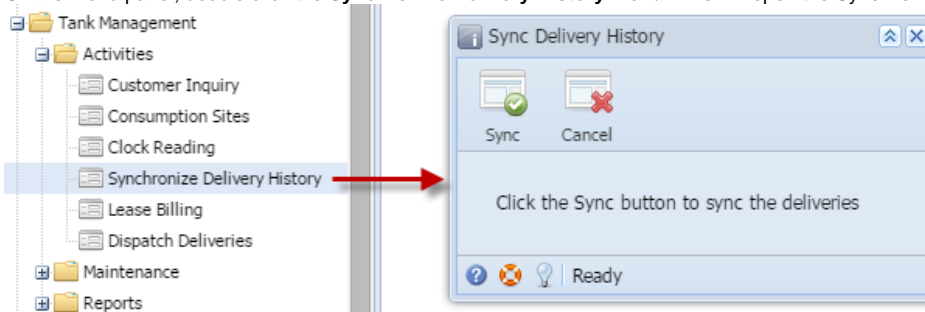 Tank Management
Activities
Customer Inquiry
Consumption Sites
Clock Reading
Synchronize Delivery History
Lease Billing
Dispatch Deliveries
Maintenance
Reports
Sync Delivery History
Sync Cancel
Click the Sync button to sync the deliveries
Ready